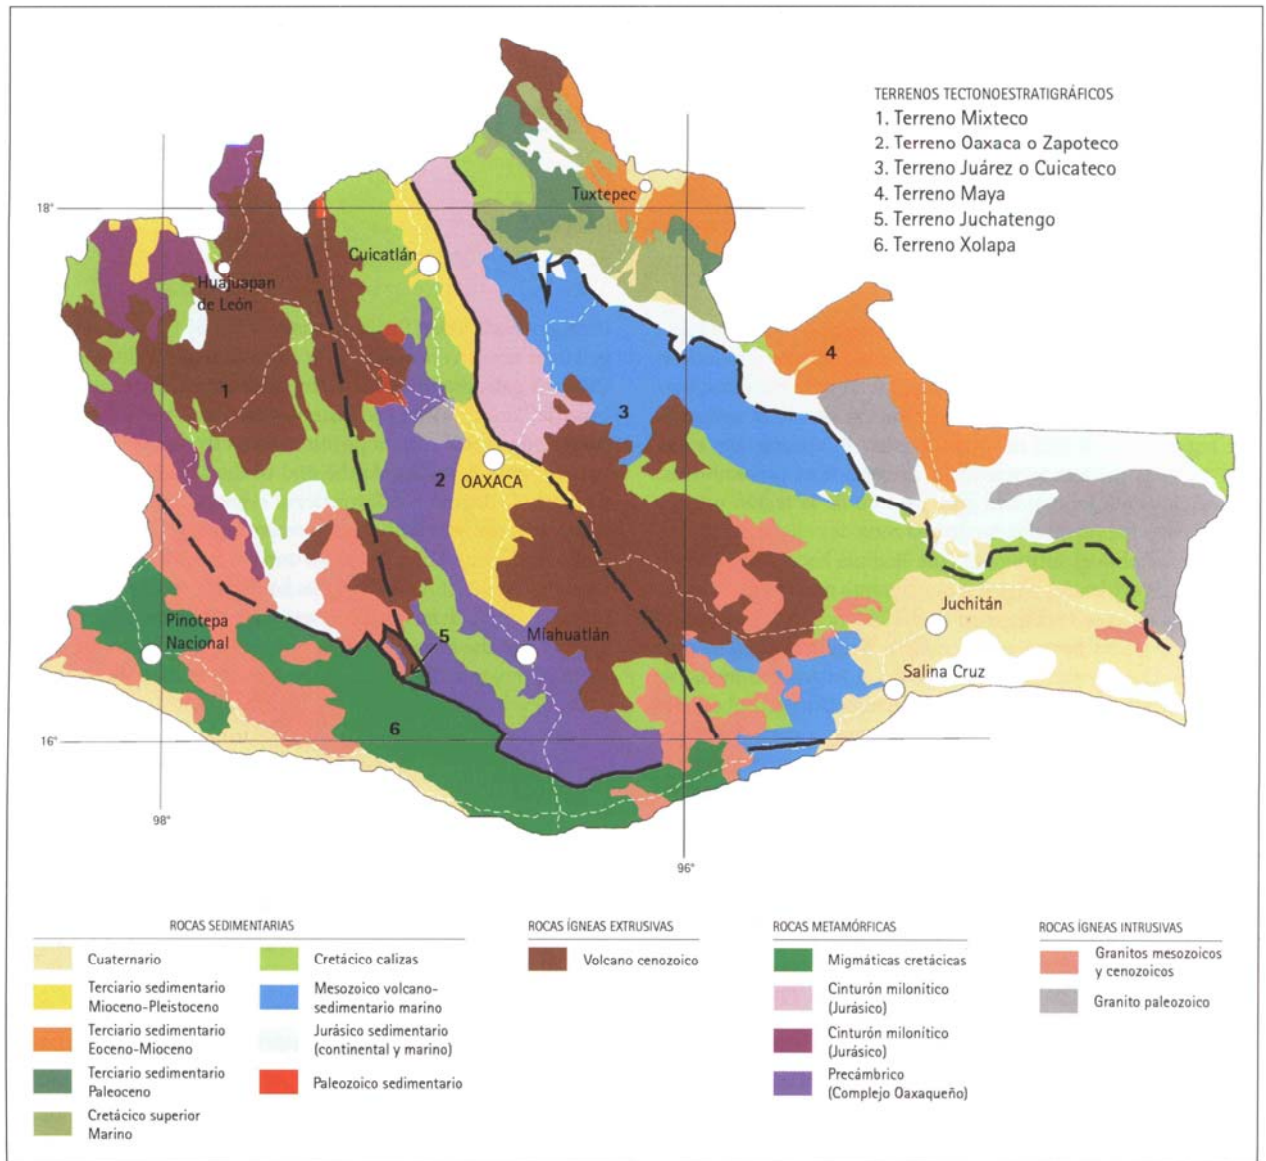 TERRENOS TECTONOESTRATIGRÁFICOS
1. Terreno Mixteco
2. Terreno Oaxaca o Zapoteco
3. Terreno Juárez o Cuicateco
4. Terreno Maya
5. Terreno Juchatengo
6. Terreno Xolapa
Tuxtepec
18°
Cuicatlán
Huajuapan
de León
4
1
3
2
OAXACA
Juchitán
Pinotepa
Nacional
5
Miahuatlán
Salina Cruz
6
16°
98°
96°
ROCAS SEDIMENTARIAS
Cuaternario
Terciario sedimentario
Mioceno-Pleistoceno
Terciario sedimentario
Eoceno-Mioceno
Terciario sedimentario
Paleoceno
Cretácico superior
Marino
Cretácico calizas
Mesozoico volcano-
sedimentario marino
Jurásico sedimentario
(continental y marino)
Paleozoico sedimentario
ROCAS ÍGNEAS EXTRUSIVAS
Volcano cenozoico
ROCAS METAMÓRFICAS
Migmáticas cretácicas
Cinturón milonítico
(Jurásico)
Cinturón milonítico
(Jurásico)
Precámbrico
(Complejo Oaxaqueño)
ROCAS ÍGNEAS INTRUSIVAS
Granitos mesozoicos
y cenozoicos
Granito paleozoico